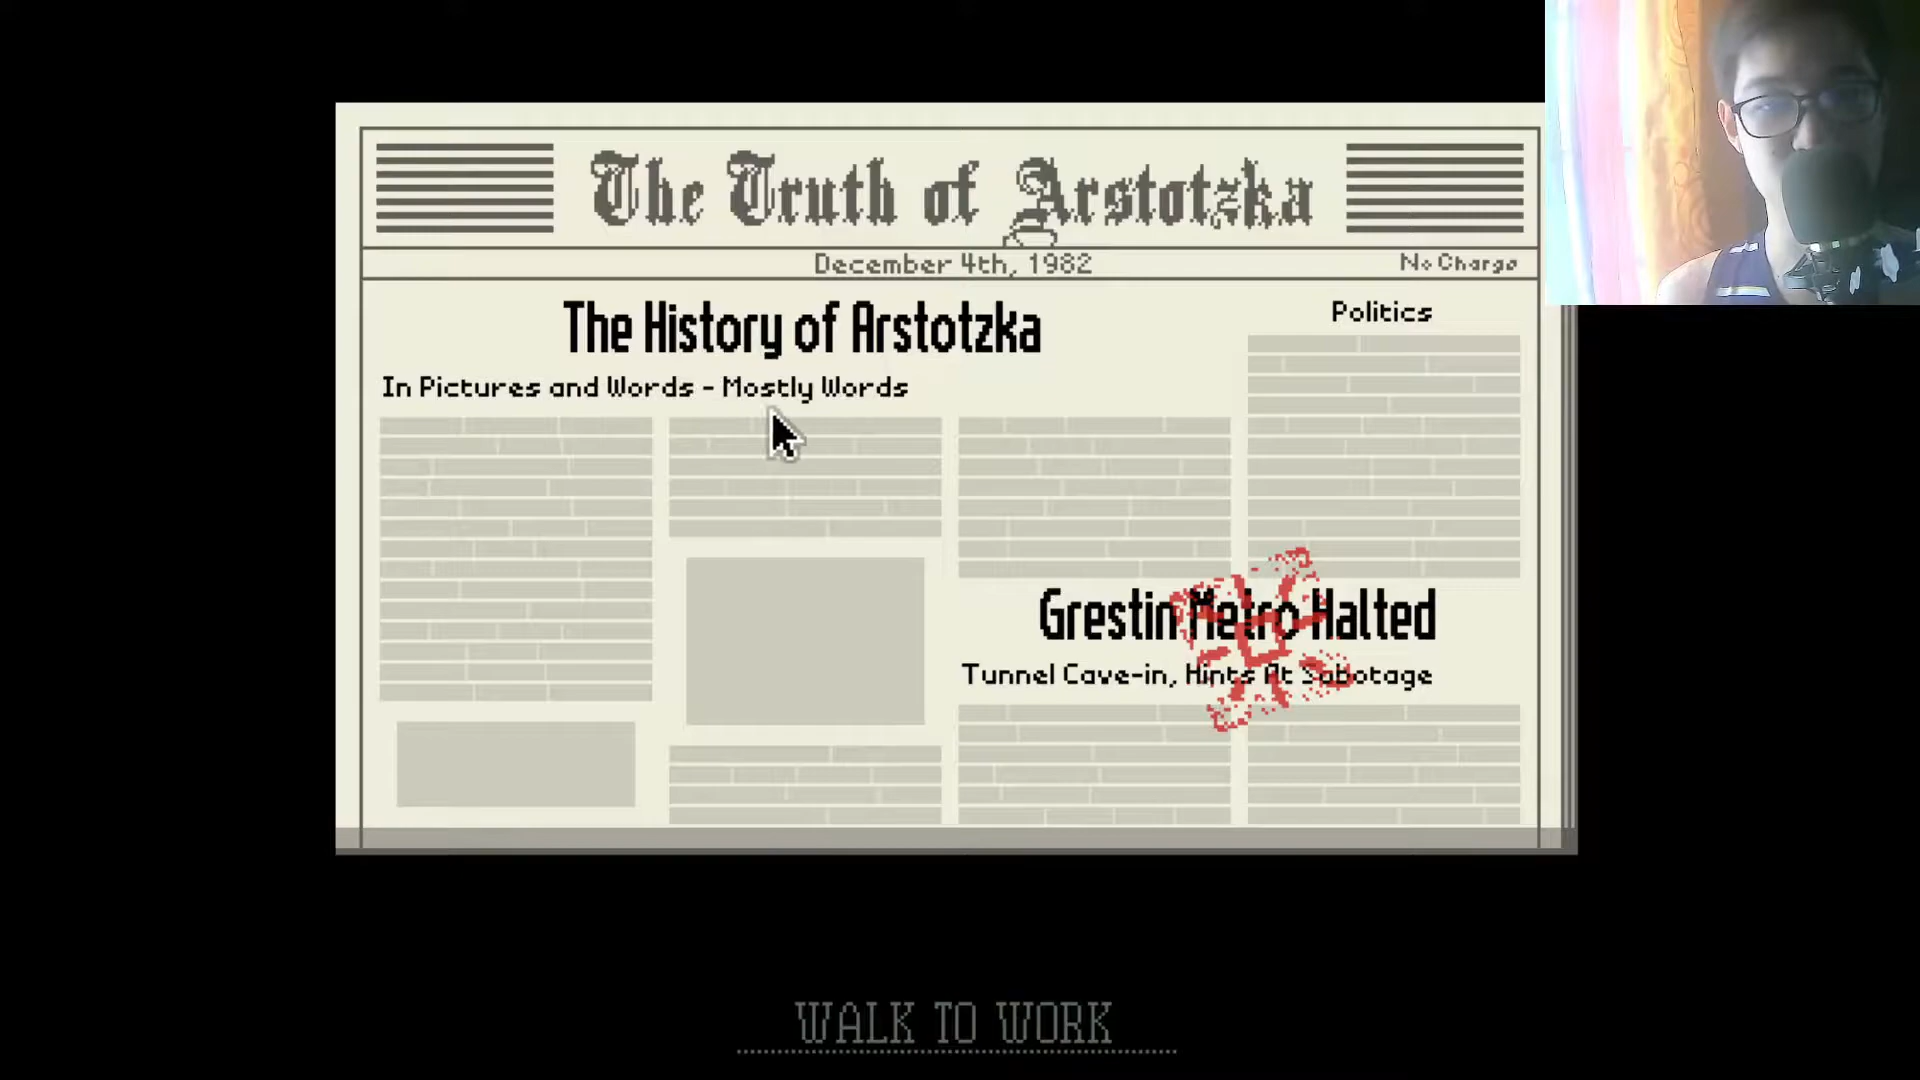 The Truth of Arstotzka
December 4th, 1982
No Charge
The History of Arstotzka
In Pictures and Words - Mostly Words
Politics
Grestin Metro Halted
Tunnel Cave-in, Hints At Sabotage
WALK TO WORK